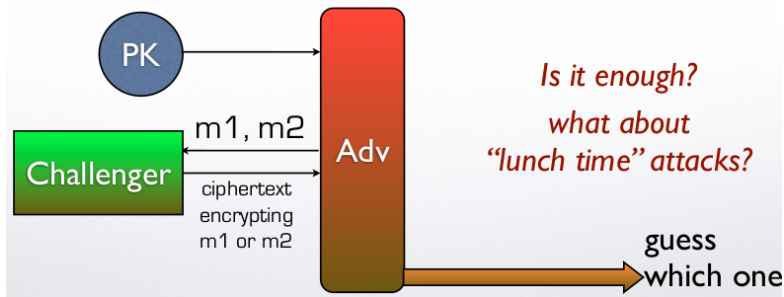 PK
m1, m2
Challenger
Adv
ciphertext
encrypting
m1 or m2
Is it enough?
what about
“lunch time” attacks?
guess
which one